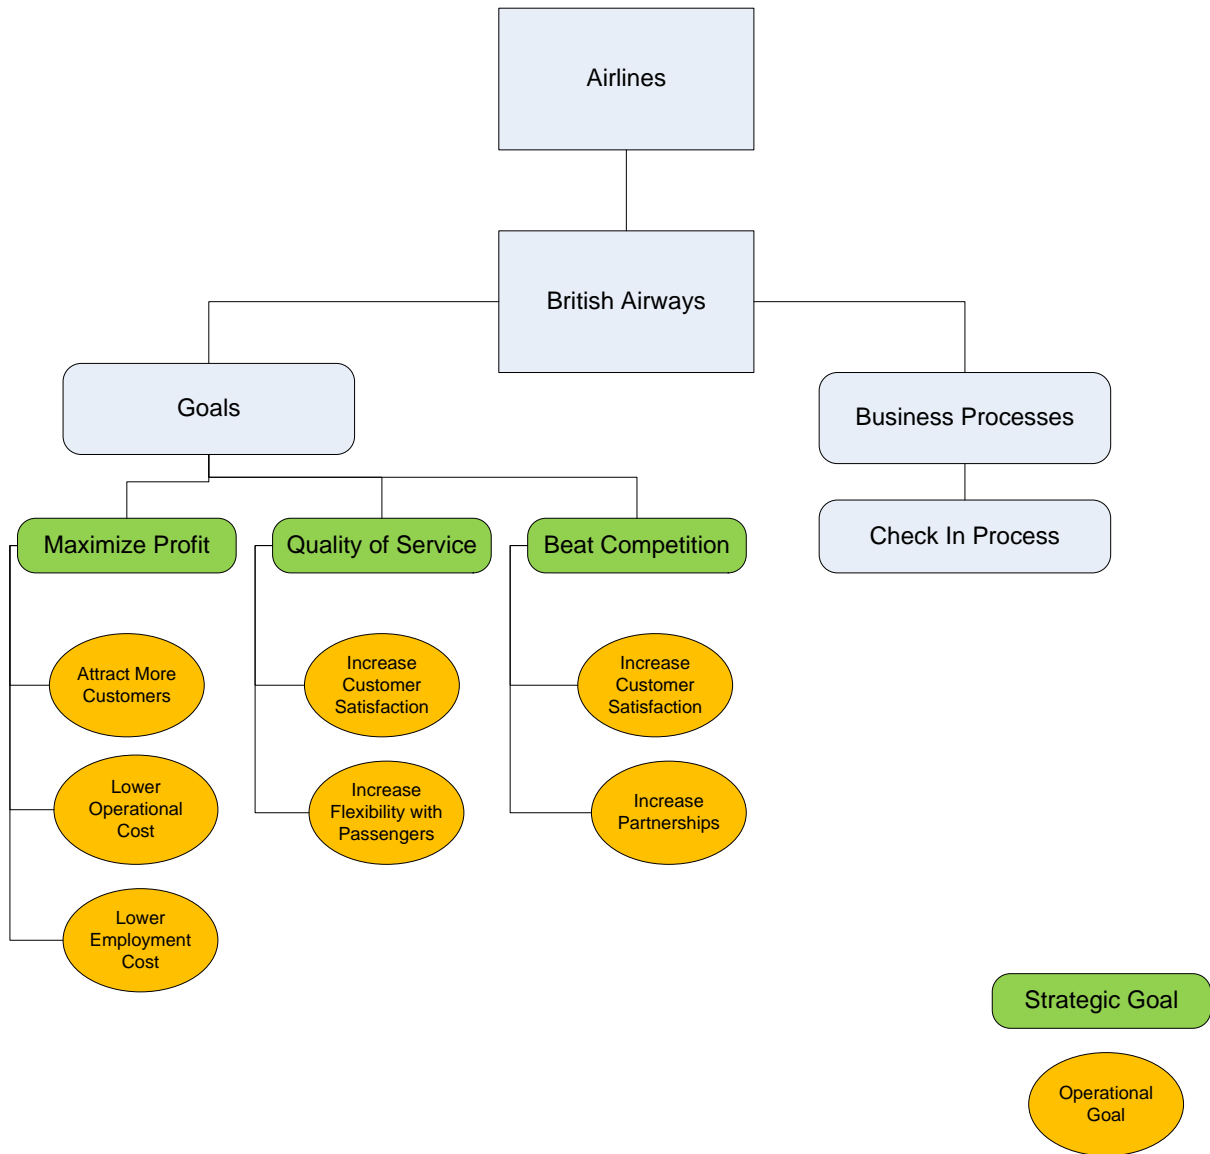 Airlines
British Airways
Goals
Business Processes
Maximize Profit
Quality of Service
Beat Competition
Check In Process
Attract More
Customers
Increase
Customer
Satisfaction
Increase
Customer
Satisfaction
Lower
Operational
Cost
Increase
Flexibility with
Passengers
Increase
Partnerships
Lower
Employment
Cost
Strategic Goal
Operational
Goal